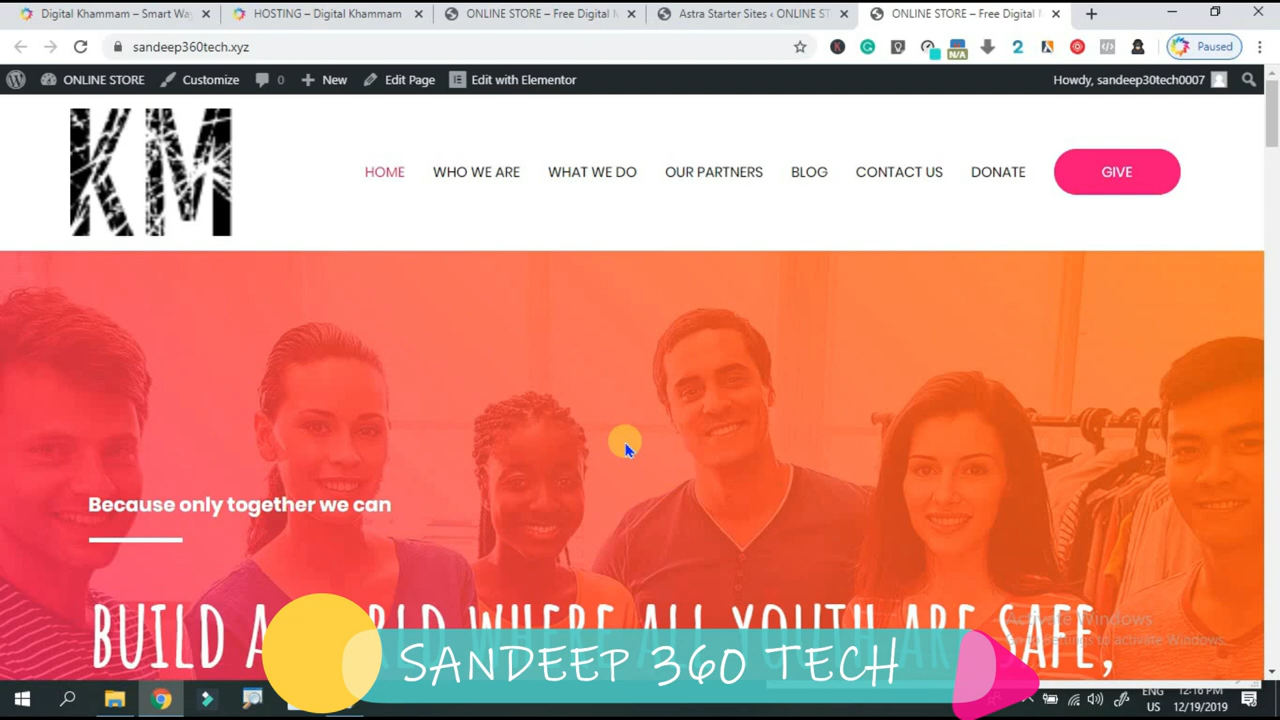 Digital Khammam – Smart Wa
HOSTING – Digital Khammam
ONLINE STORE – Free Digital M
Astra Starter Sites ‹ ONLINE ST
ONLINE STORE – Free Digital M
sandeep360tech.xyz
N/A
2
Paused
ONLINE STORE
Customize
0
New
Edit Page
Edit with Elementor
Howdy, sandeep30tech0007
KM
HOME
WHO WE ARE
WHAT WE DO
OUR PARTNERS
BLOG
CONTACT US
DONATE
GIVE
Because only together we can
BUILD A WORLD WHERE ALL YOUTH ARE SAFE,
Activate Windows
Go to Settings to activate Windows.
SANDEEP 360 TECH
ENG
US
12:16 PM
12/19/2019